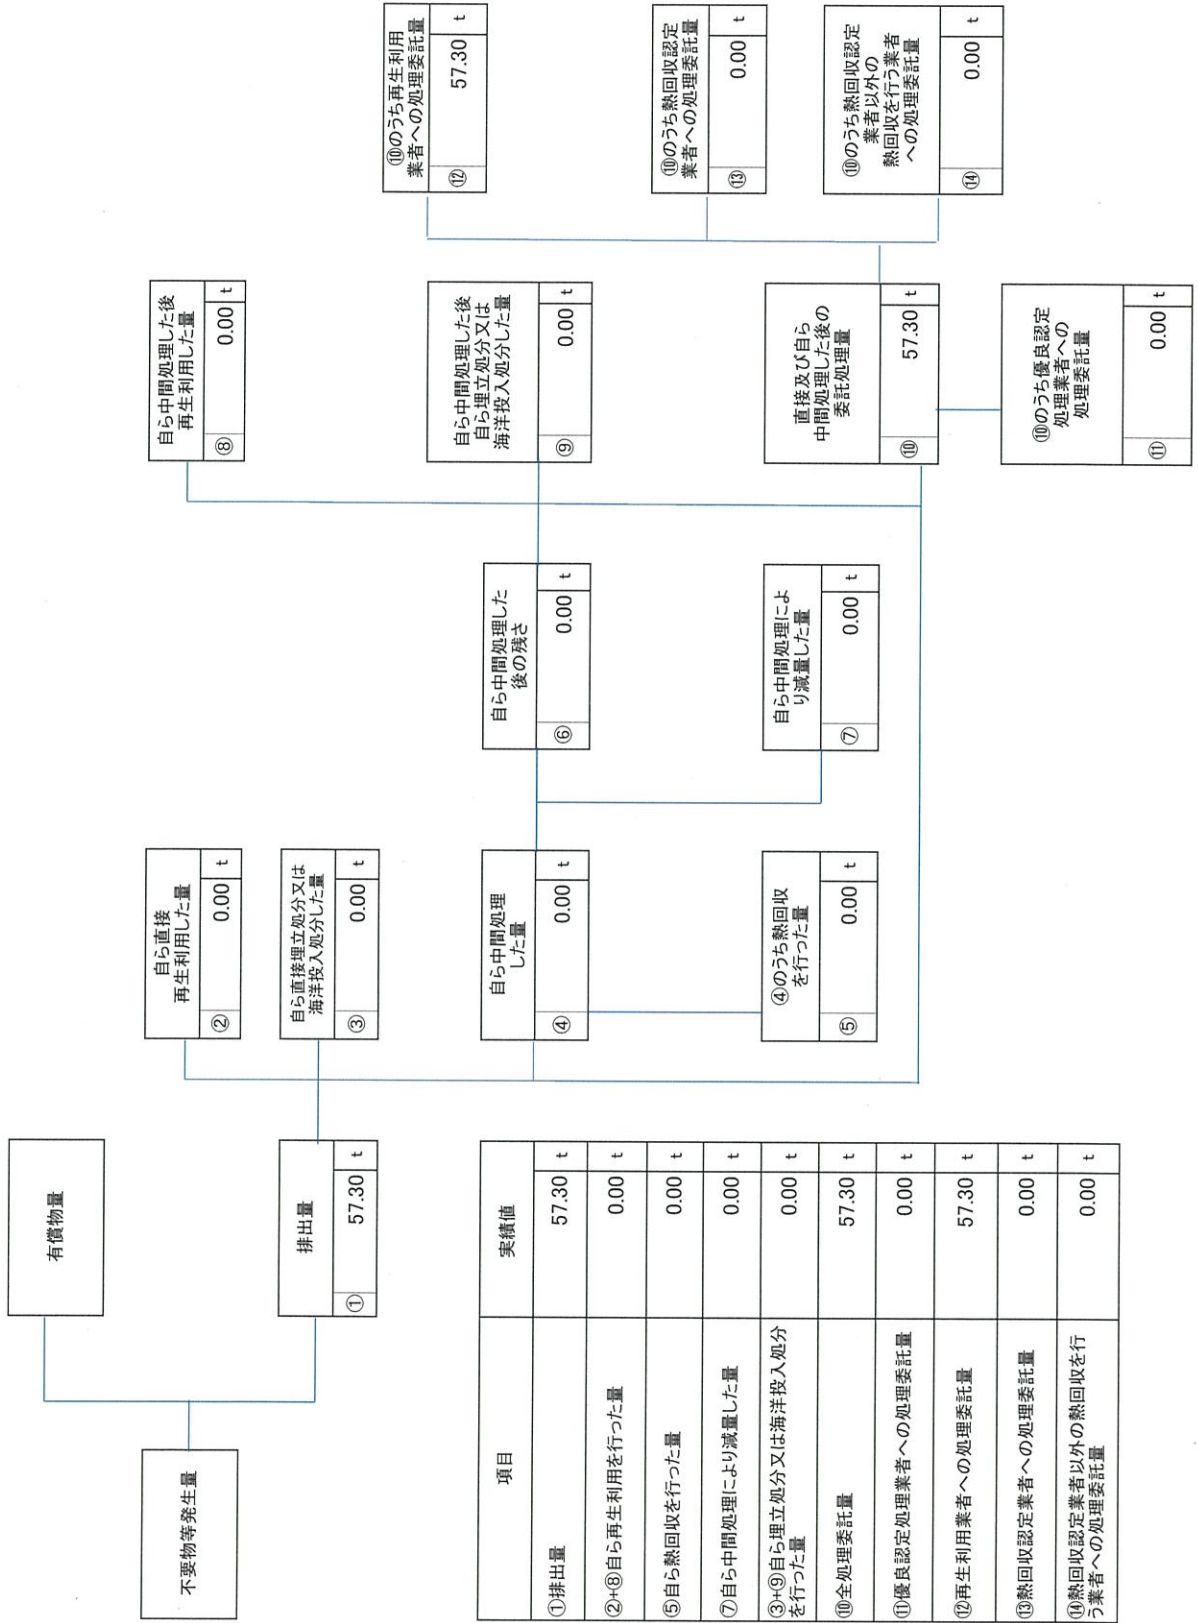 不要物等発生量
有償物量
排出量
① 57.30 t
自ら直接
再生利用した量
② 0.00 t
自ら直接埋立処分又は
海洋投入処分した量
③ 0.00 t
自ら中間処理
した量
④ 0.00 t
④のうち熱回収
を行った量
⑤ 0.00 t
自ら中間処理した
後の残さ
⑥ 0.00 t
自ら中間処理によ
り減量した量
⑦ 0.00 t
自ら中間処理した後
再生利用した量
⑧ 0.00 t
自ら中間処理した後
自ら埋立処分又は
海洋投入処分した量
⑨ 0.00 t
直接及び自ら
中間処理した後の
委託処理量
⑩ 57.30 t
⑩のうち優良認定
処理業者への
処理委託量
⑪ 0.00 t
⑩のうち再生利用
業者への処理委託量
⑫ 57.30 t
⑩のうち熱回収認定
業者への処理委託量
⑬ 0.00 t
⑩のうち熱回収認定
業者以外の
熱回収を行う業者
への処理委託量
⑭ 0.00 t
項目 実績値
①排出量 57.30 t
②+⑧自ら再生利用を行った量 0.00 t
⑤自ら熱回収を行った量 0.00 t
⑦自ら中間処理により減量した量 0.00 t
③+⑨自ら埋立処分又は海洋投入処分
を行った量 0.00 t
⑩全処理委託量 57.30 t
⑪優良認定処理業者への処理委託量 0.00 t
⑫再生利用業者への処理委託量 57.30 t
⑬熱回収認定業者への処理委託量 0.00 t
⑭熱回収認定業者以外の熱回収を行
う業者への処理委託量 0.00 t